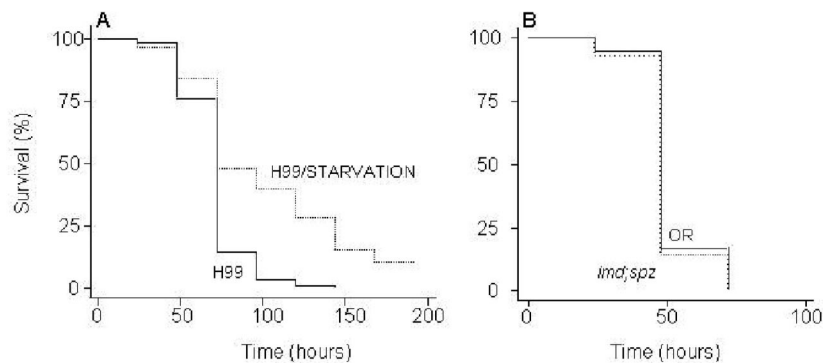 A
Survival (%)
100
75
50
25
0
H99/STARVATION
H99
0 50 100 150 200
Time (hours)
B
100
75
50
25
0
OR
imd;spz
0 50 100
Time (hours)